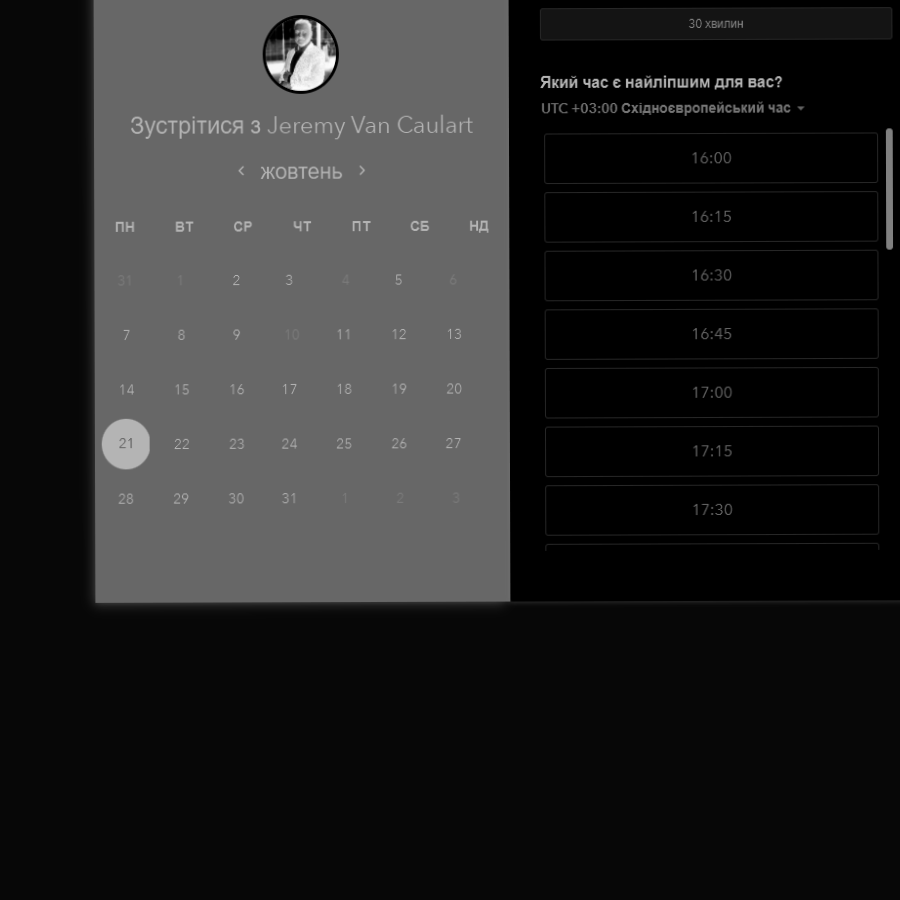 Зустрітися з Jeremy Van Caulart
‹ жовтень ›
ПН ВТ СР ЧТ ПТ СБ НД
31 1 2 3 4 5 6
7 8 9 10 11 12 13
14 15 16 17 18 19 20
21 22 23 24 25 26 27
28 29 30 31 1 2 3
30 хвилин
Який час є найліпшим для вас?
UTC +03:00 Східноєвропейський час
16:00
16:15
16:30
16:45
17:00
17:15
17:30